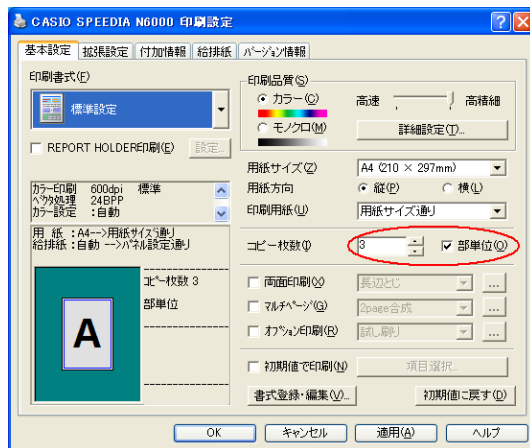 CASIO SPEEDIA N6000 印刷設定
基本設定 拡張設定 付加情報 給排紙 バージョン情報
印刷書式(F)
標準設定
REPORT HOLDER印刷(E) 設定...
カラー印刷 600dpi 標準
ベクタ処理 24BPP
カラー設定 :自動
用 紙 :A4-->用紙サイズ通り
給排紙:自動 -->パネル設定通り
コピー枚数 3
部単位
A
印刷品質(S)
カラー(C) 高速 高精細
モノクロ(M) 詳細設定(T)...
用紙サイズ(Z) A4 (210 × 297mm)
用紙方向 縦(P) 横(L)
印刷用紙(U) 用紙サイズ通り
コピー枚数(I) 3 部単位(O)
両面印刷(X) 長辺とじ ...
マルチページ(G) 2page合成 ...
オプション印刷(R) 試し刷り ...
初期値で印刷(N) 項目選択...
書式登録・編集(V)... 初期値に戻す(D)
OK キャンセル 適用(A) ヘルプ